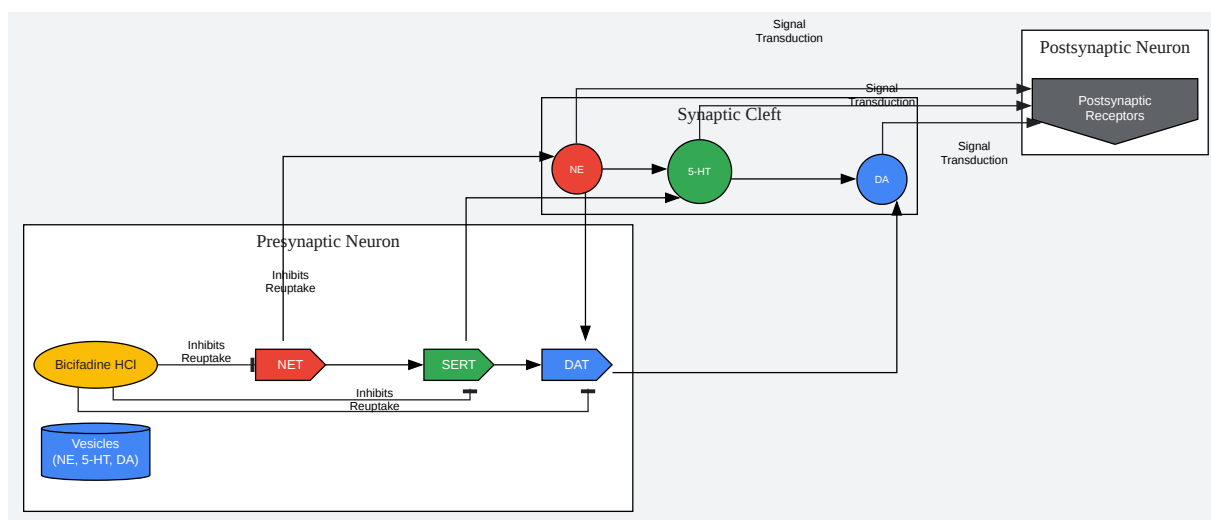 Signal
Transduction
Postsynaptic Neuron
Signal
Transduction
Postsynaptic
Receptors
Synaptic Cleft
Signal
Transduction
NE
5-HT
DA
Presynaptic Neuron
Inhibits
Reuptake
Inhibits
Reuptake
Bicifadine HCl
NET
SERT
DAT
Inhibits
Reuptake
Vesicles
(NE, 5-HT, DA)